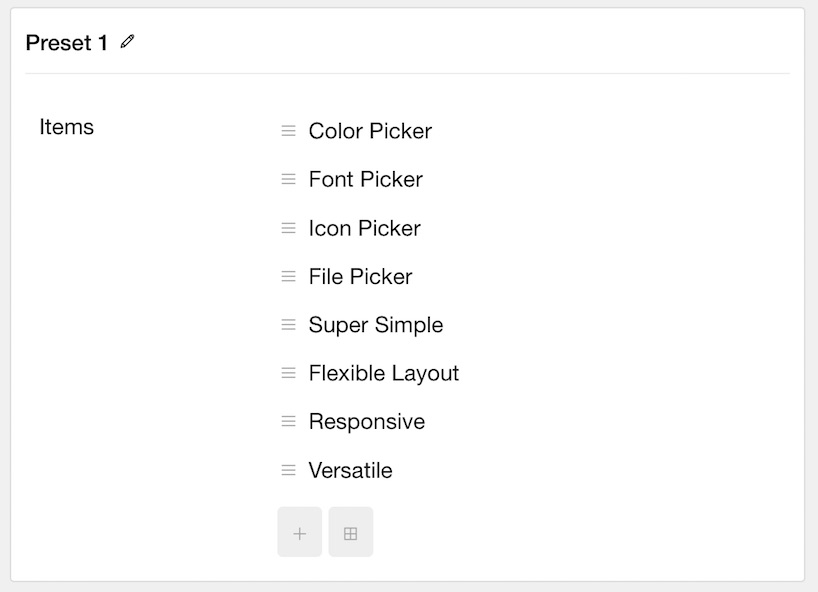 Preset 1
Items
Color Picker
Font Picker
Icon Picker
File Picker
Super Simple
Flexible Layout
Responsive
Versatile